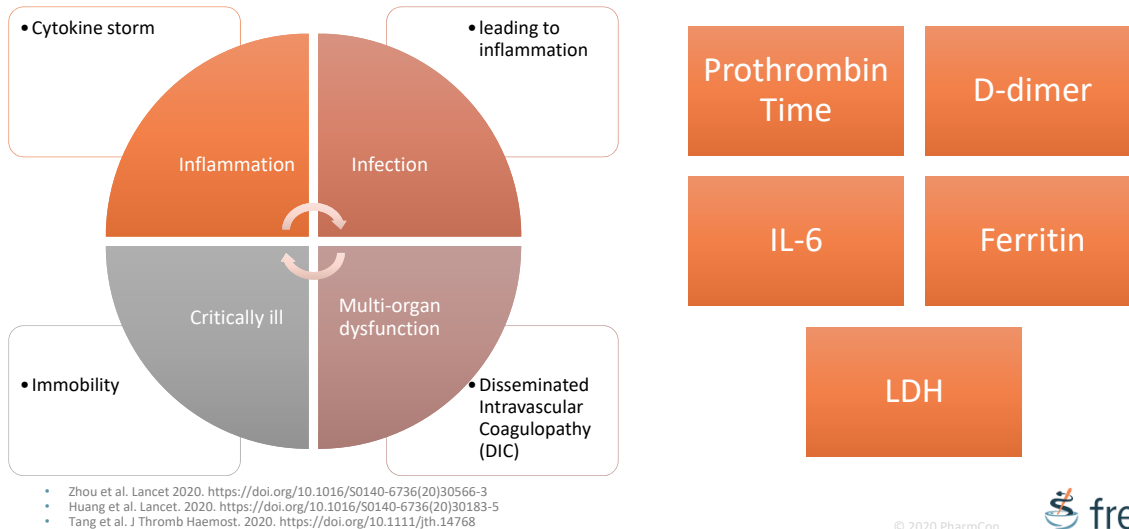 • Cytokine storm
• leading to
inflammation
Inflammation
Infection
Critically ill
Multi-organ
dysfunction
• Immobility
• Disseminated
Intravascular
Coagulopathy
(DIC)
Prothrombin
Time
D-dimer
IL-6
Ferritin
LDH
• Zhou et al. Lancet 2020. https://doi.org/10.1016/S0140-6736(20)30566-3
• Huang et al. Lancet. 2020. https://doi.org/10.1016/S0140-6736(20)30183-5
• Tang et al. J Thromb Haemost. 2020. https://doi.org/10.1111/jth.14768
© 2020 PharmCon
fre